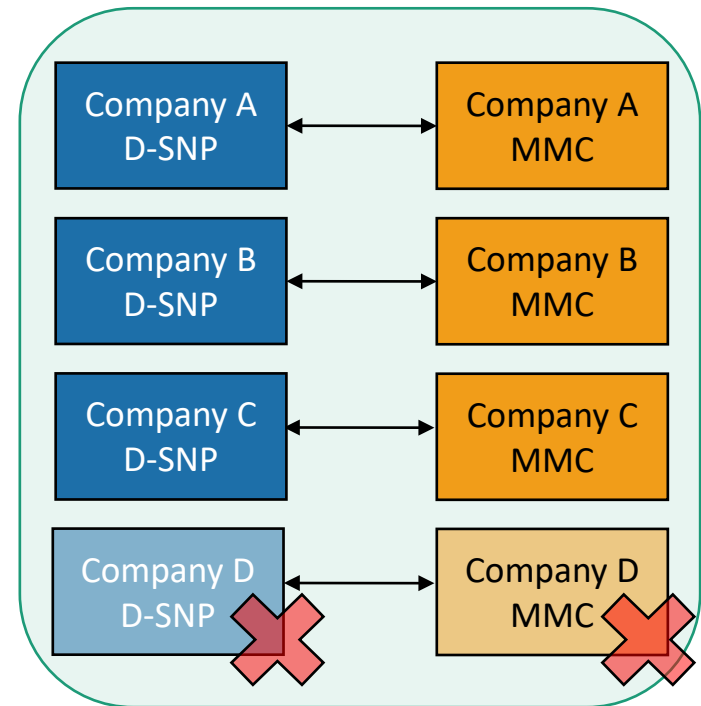 Company A
D-SNP
Company A
MMC
Company B
D-SNP
Company B
MMC
Company C
D-SNP
Company C
MMC
Company D
D-SNP
Company D
MMC